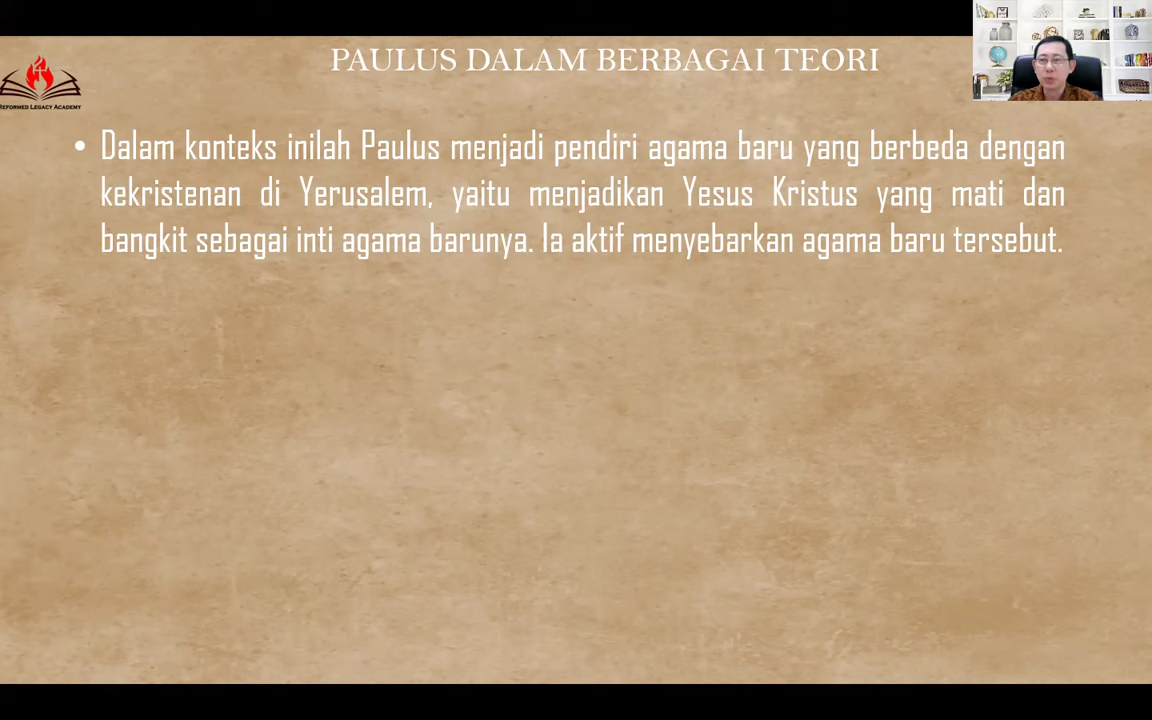 PAULUS DALAM BERBAGAI TEORI
REFORMED LEGACY ACADEMY
• Dalam konteks inilah Paulus menjadi pendiri agama baru yang berbeda dengan
kekristenan di Yerusalem, yaitu menjadikan Yesus Kristus yang mati dan
bangkit sebagai inti agama barunya. Ia aktif menyebarkan agama baru tersebut.